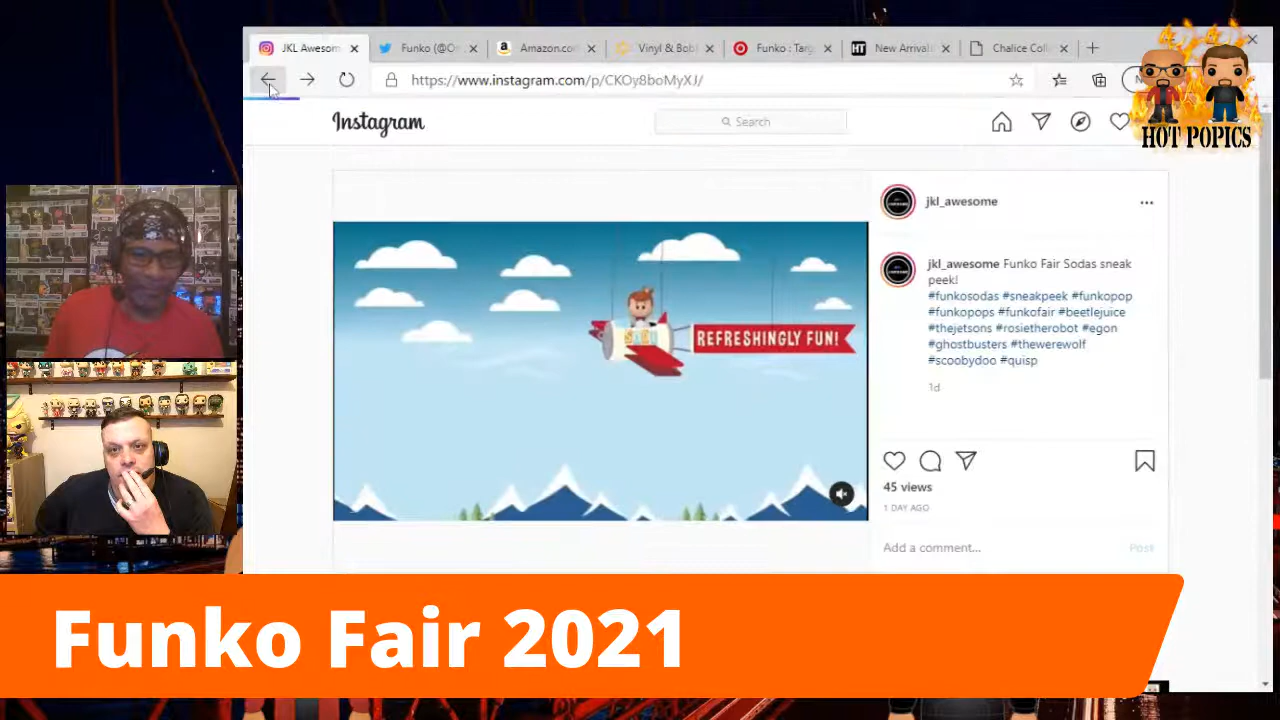 JKL Awesom
Funko (@O
Amazon.co
Vinyl & Bob
Funko : Targ
HT
New Arrival
Chalice Coll
https://www.instagram.com/p/CKOy8boMyXJ/
HOT POPICS
Instagram
Search
jkl_awesome
REFRESHINGLY FUN!
jkl_awesome Funko Fair Sodas sneak
peek!
#funkosodas #sneakpeek #funkopop
#funkopops #funkofair #beetlejuice
#thejetsons #rosietherobot #egon
#ghostbusters #thewerewolf
#scoobydoo #quisp
1d
45 views
1 DAY AGO
Add a comment...
Post
Funko Fair 2021